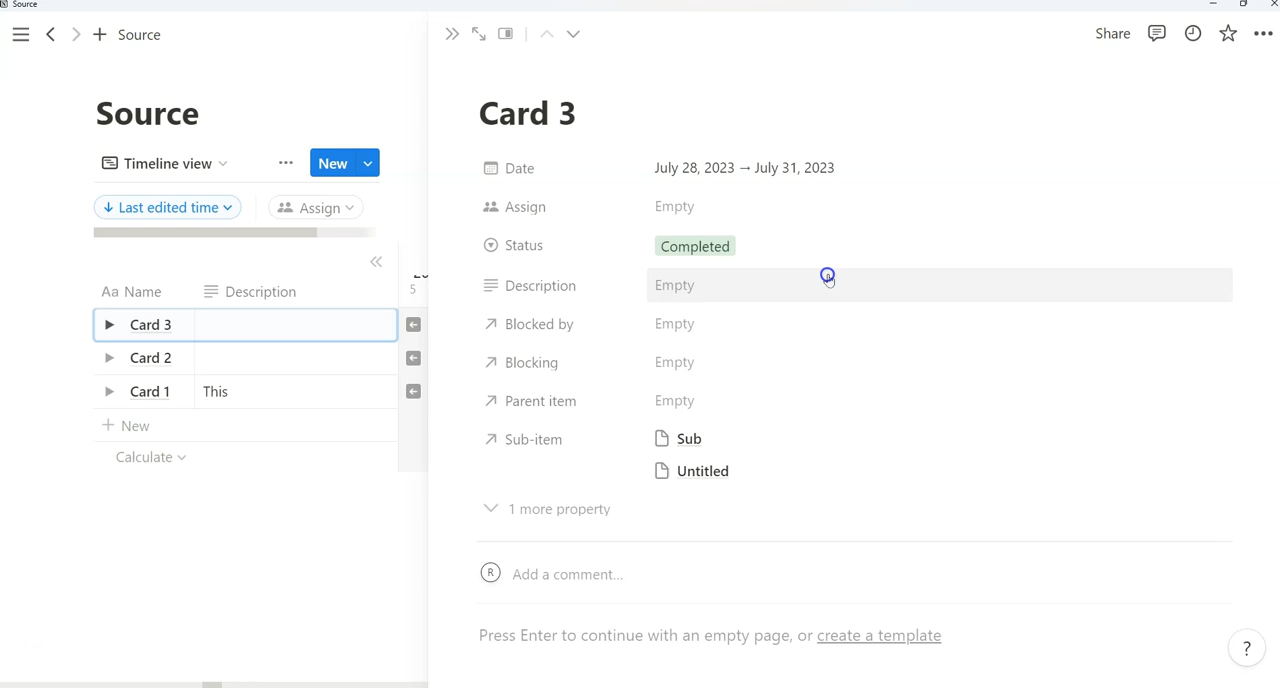 Source
Source
Share
Source
Timeline view
New
Last edited time
Assign
Aa Name
Description
5
Card 3
Card 2
Card 1
This
New
Calculate
Card 3
Date
July 28, 2023 → July 31, 2023
Assign
Empty
Status
Completed
Description
Empty
Blocked by
Empty
Blocking
Empty
Parent item
Empty
Sub-item
Sub
Untitled
1 more property
R
Add a comment...
Press Enter to continue with an empty page, or create a template
?